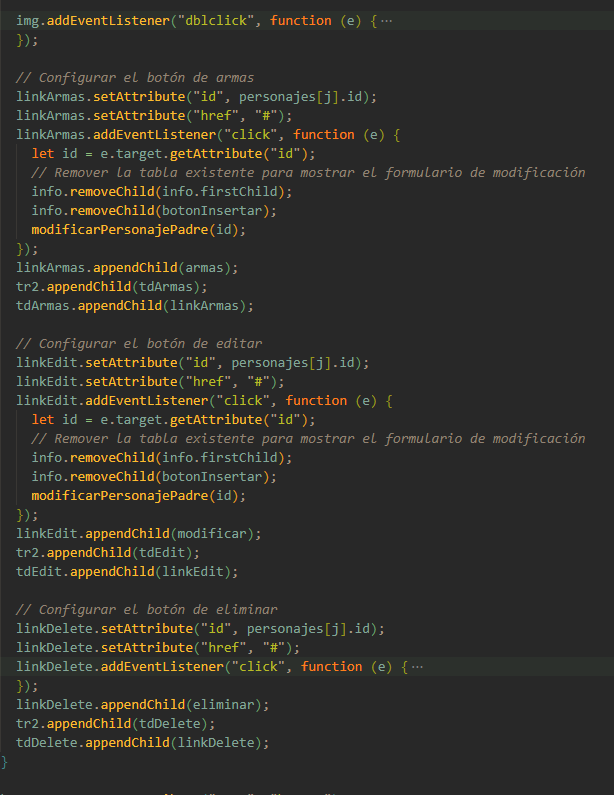 img.addEventListener("dblclick", function (e) {···
});
// Configurar el botón de armas
linkArmas.setAttribute("id", personajes[j].id);
linkArmas.setAttribute("href", "#");
linkArmas.addEventListener("click", function (e) {
let id = e.target.getAttribute("id");
// Remover la tabla existente para mostrar el formulario de modificación
info.removeChild(info.firstChild);
info.removeChild(botonInsertar);
modificarPersonajePadre(id);
});
linkArmas.appendChild(armas);
tr2.appendChild(tdArmas);
tdArmas.appendChild(linkArmas);
// Configurar el botón de editar
linkEdit.setAttribute("id", personajes[j].id);
linkEdit.setAttribute("href", "#");
linkEdit.addEventListener("click", function (e) {
let id = e.target.getAttribute("id");
// Remover la tabla existente para mostrar el formulario de modificación
info.removeChild(info.firstChild);
info.removeChild(botonInsertar);
modificarPersonajePadre(id);
});
linkEdit.appendChild(modificar);
tr2.appendChild(tdEdit);
tdEdit.appendChild(linkEdit);
// Configurar el botón de eliminar
linkDelete.setAttribute("id", personajes[j].id);
linkDelete.setAttribute("href", "#");
linkDelete.addEventListener("click", function (e) {···
});
linkDelete.appendChild(eliminar);
tr2.appendChild(tdDelete);
tdDelete.appendChild(linkDelete);
}